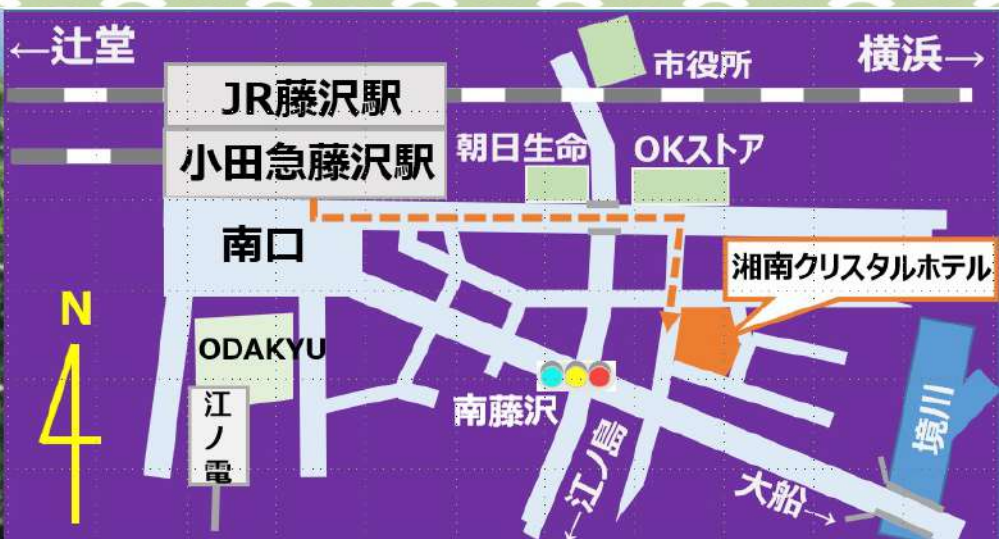 ←辻堂
市役所
横浜→
JR藤沢駅
小田急藤沢駅
朝日生命
OKストア
南口
湘南クリスタルホテル
N
ODAKYU
江ノ電
南藤沢
←江ノ島
大船→
境川